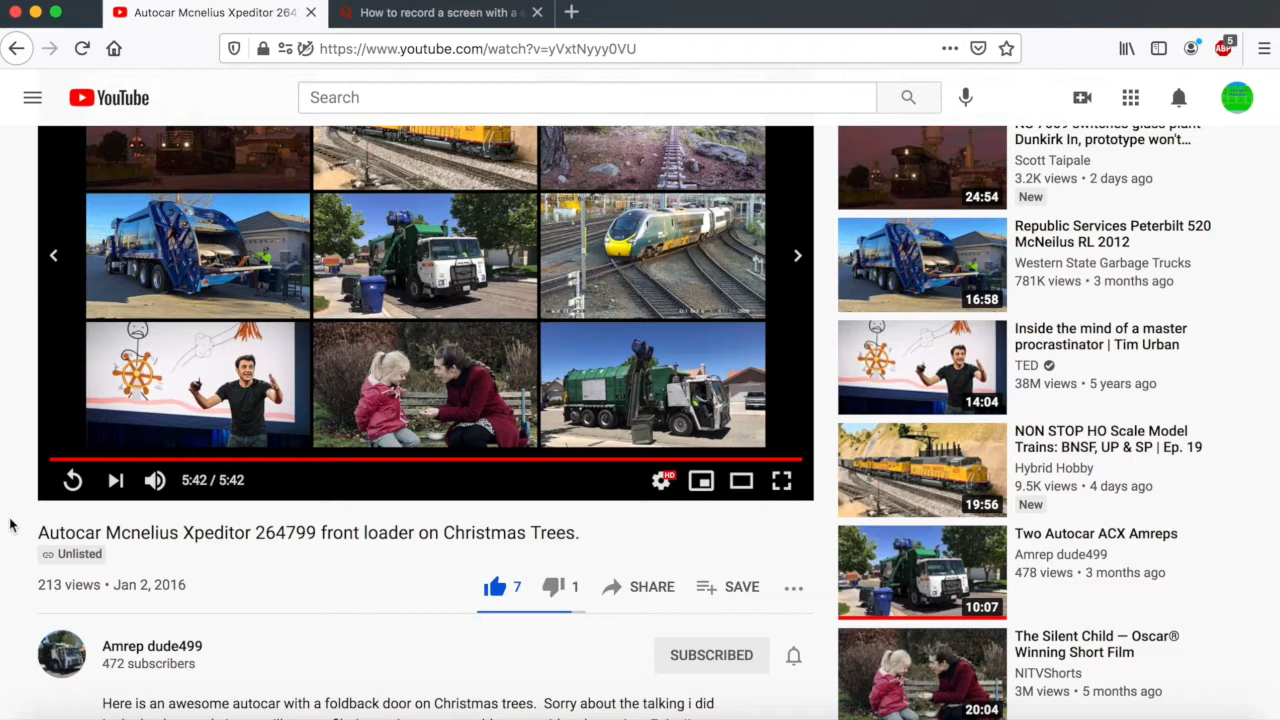 Autocar Mcnelius Xpeditor 264
How to record a screen with a s
https://www.youtube.com/watch?v=yVxtNyyy0VU
5
ABP
YouTube
Search
5:42 / 5:42
HD
Autocar Mcnelius Xpeditor 264799 front loader on Christmas Trees.
Unlisted
213 views • Jan 2, 2016
7
1
SHARE
SAVE
Amrep dude499
472 subscribers
SUBSCRIBED
Here is an awesome autocar with a foldback door on Christmas trees. Sorry about the talking i did
Dunkirk In, prototype won't...
Scott Taipale
3.2K views • 2 days ago
New
24:54
Republic Services Peterbilt 520
McNeilus RL 2012
Western State Garbage Trucks
781K views • 3 months ago
16:58
Inside the mind of a master
procrastinator | Tim Urban
TED
38M views • 5 years ago
14:04
NON STOP HO Scale Model
Trains: BNSF, UP & SP | Ep. 19
Hybrid Hobby
9.5K views • 4 days ago
New
19:56
Two Autocar ACX Amreps
Amrep dude499
478 views • 3 months ago
10:07
The Silent Child — Oscar®
Winning Short Film
NITVShorts
3M views • 5 months ago
20:04